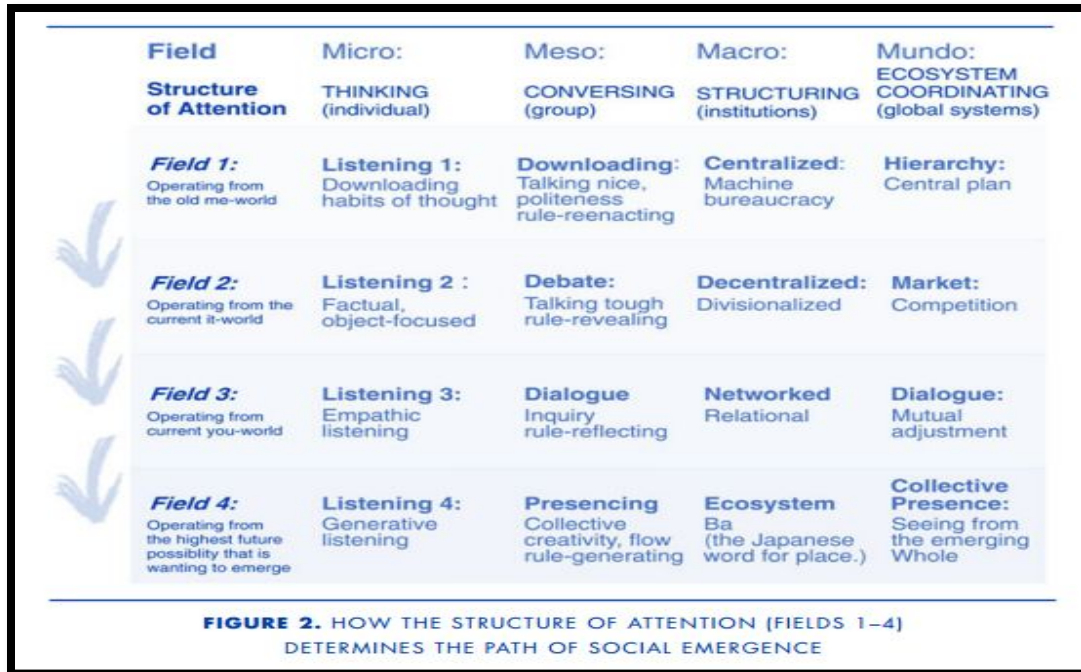 Field
Structure
of Attention
Micro:
THINKING
(individual)
Meso:
CONVERSING
(group)
Macro:
STRUCTURING
(institutions)
Mundo:
ECOSYSTEM
COORDINATING
(global systems)
Field 1:
Operating from
the old me-world
Listening 1:
Downloading
habits of thought
Downloading:
Talking nice,
politeness
rule-reenacting
Centralized:
Machine
bureaucracy
Hierarchy:
Central plan
Field 2:
Operating from the
current it-world
Listening 2 :
Factual,
object-focused
Debate:
Talking tough
rule-revealing
Decentralized:
Divisionalized
Market:
Competition
Field 3:
Operating from
current you-world
Listening 3:
Empathic
listening
Dialogue
Inquiry
rule-reflecting
Networked
Relational
Dialogue:
Mutual
adjustment
Field 4:
Operating from
the highest future
possiblity that is
wanting to emerge
Listening 4:
Generative
listening
Presencing
Collective
creativity, flow
rule-generating
Ecosystem
Ba
(the Japanese
word for place.)
Collective
Presence:
Seeing from
the emerging
Whole
FIGURE 2. HOW THE STRUCTURE OF ATTENTION (FIELDS 1–4)
DETERMINES THE PATH OF SOCIAL EMERGENCE